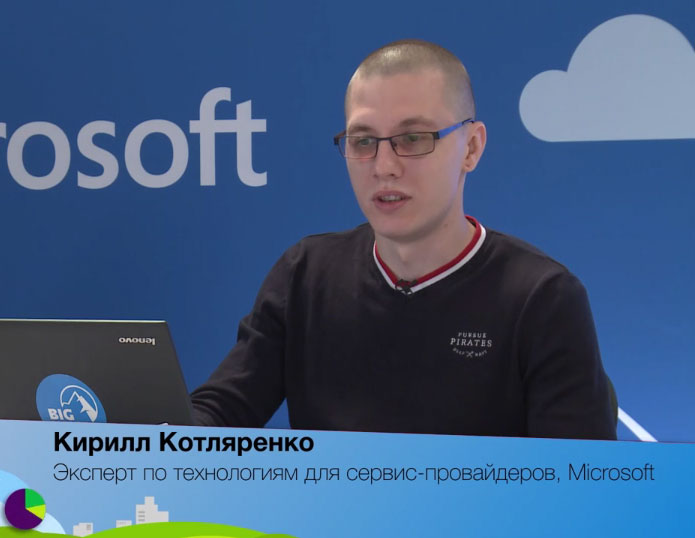 rosoft
PURSUE
PIRATES
lenovo
BIG
Кирилл Котляренко
Эксперт по технологиям для сервис-провайдеров, Microsoft